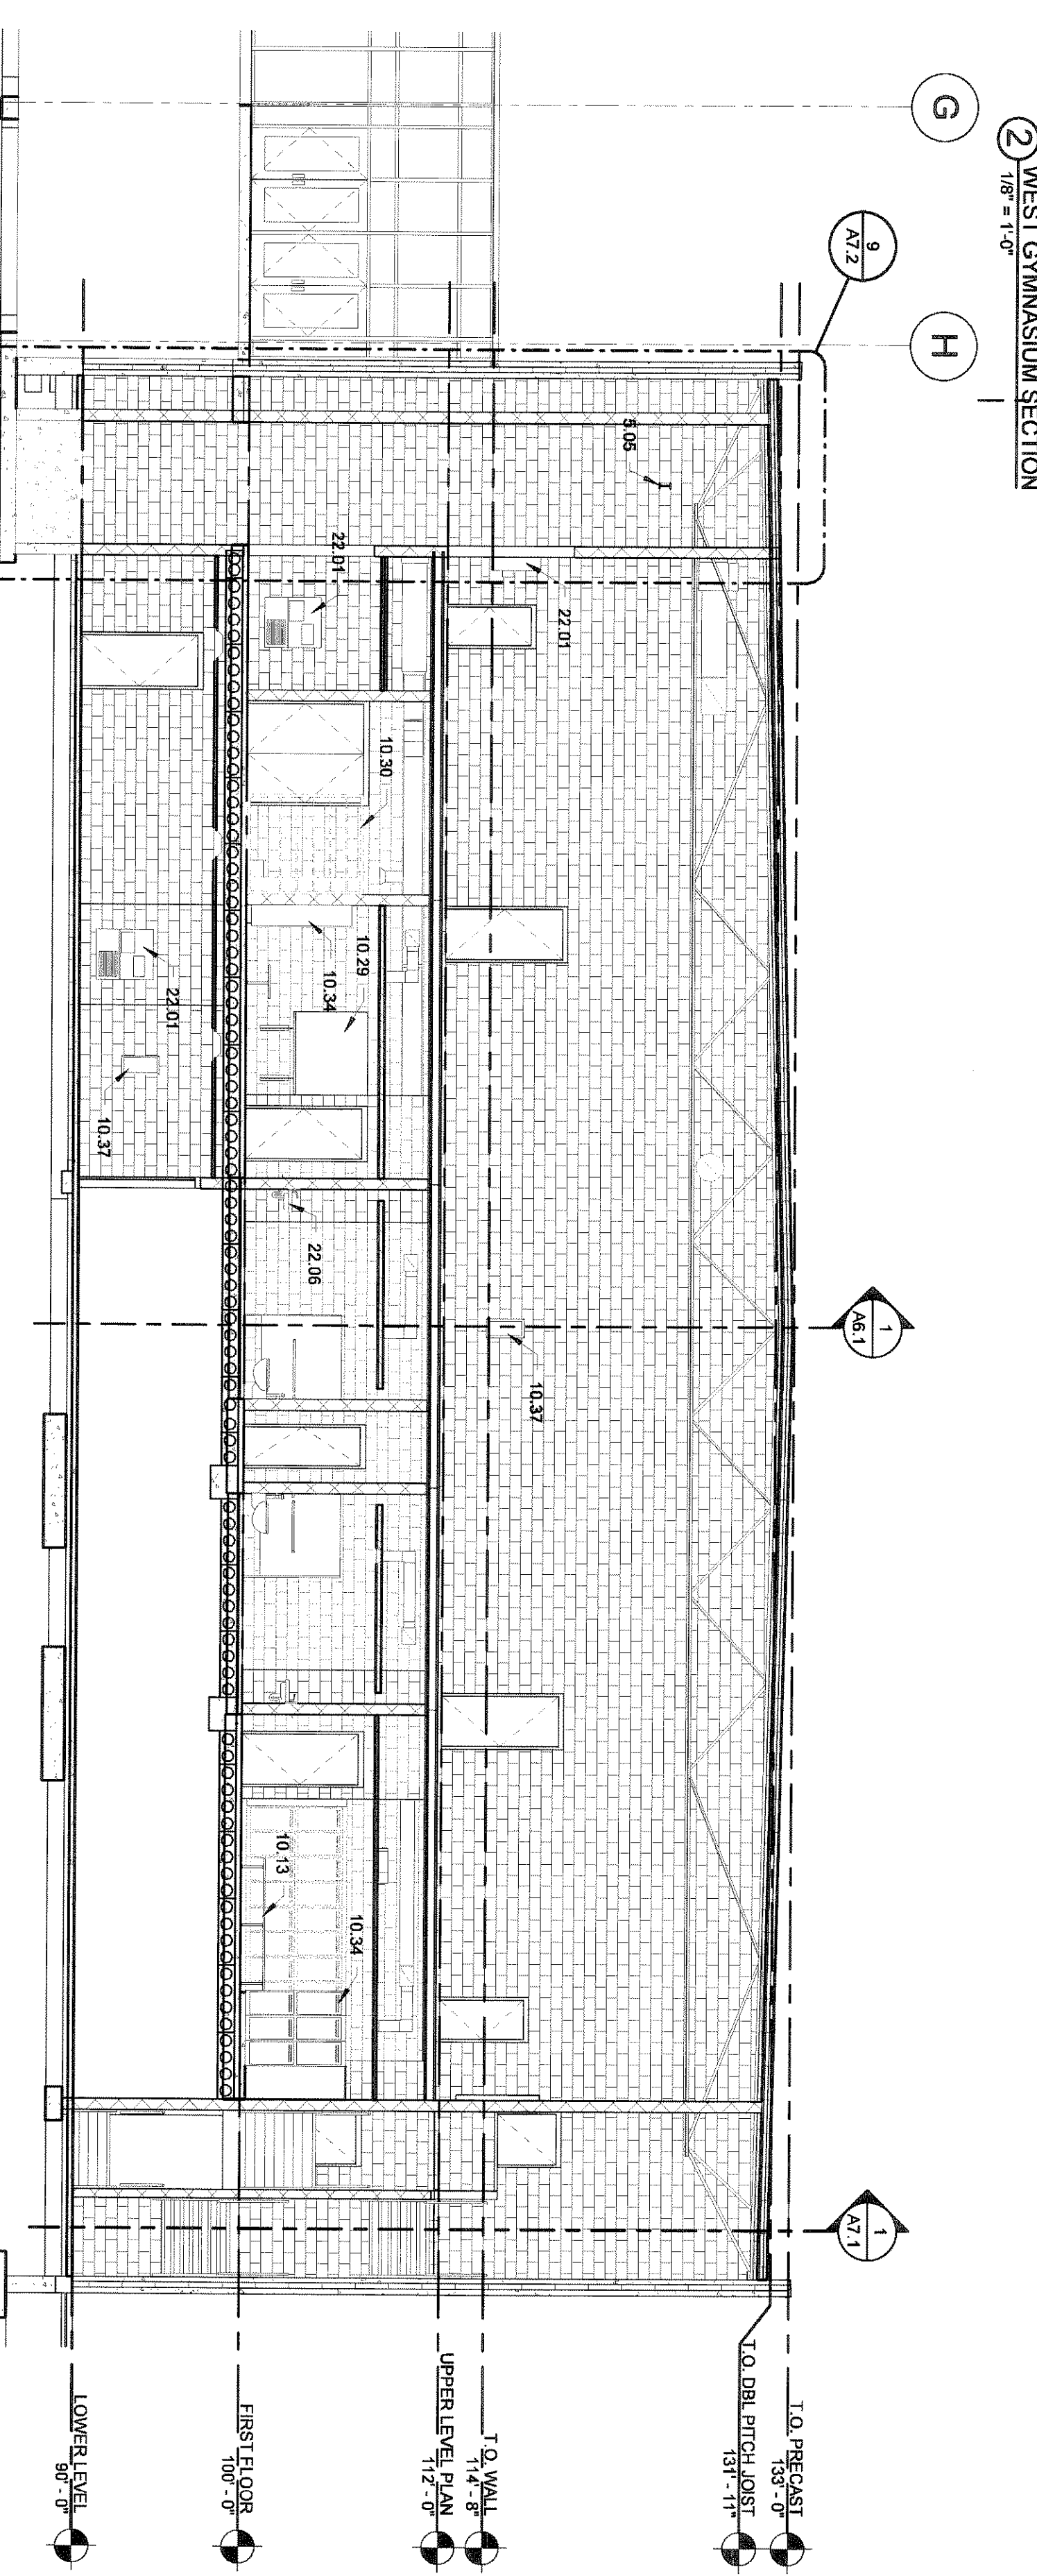 2
WEST GYMNASIUM SECTION
1/8" = 1'-0"
G
H
9
A7.2
1
A6.1
1
A7.1
5.05
22.01
22.01
10.30
10.29
10.34
22.01
10.37
22.06
10.37
10.13
10.34
T.O. PRECAST
133' - 0"
T.O. DBL PITCH JOIST
131' - 11"
T.O. WALL
114' - 8"
UPPER LEVEL PLAN
112' - 0"
FIRST FLOOR
100' - 0"
LOWER LEVEL
90' - 0"